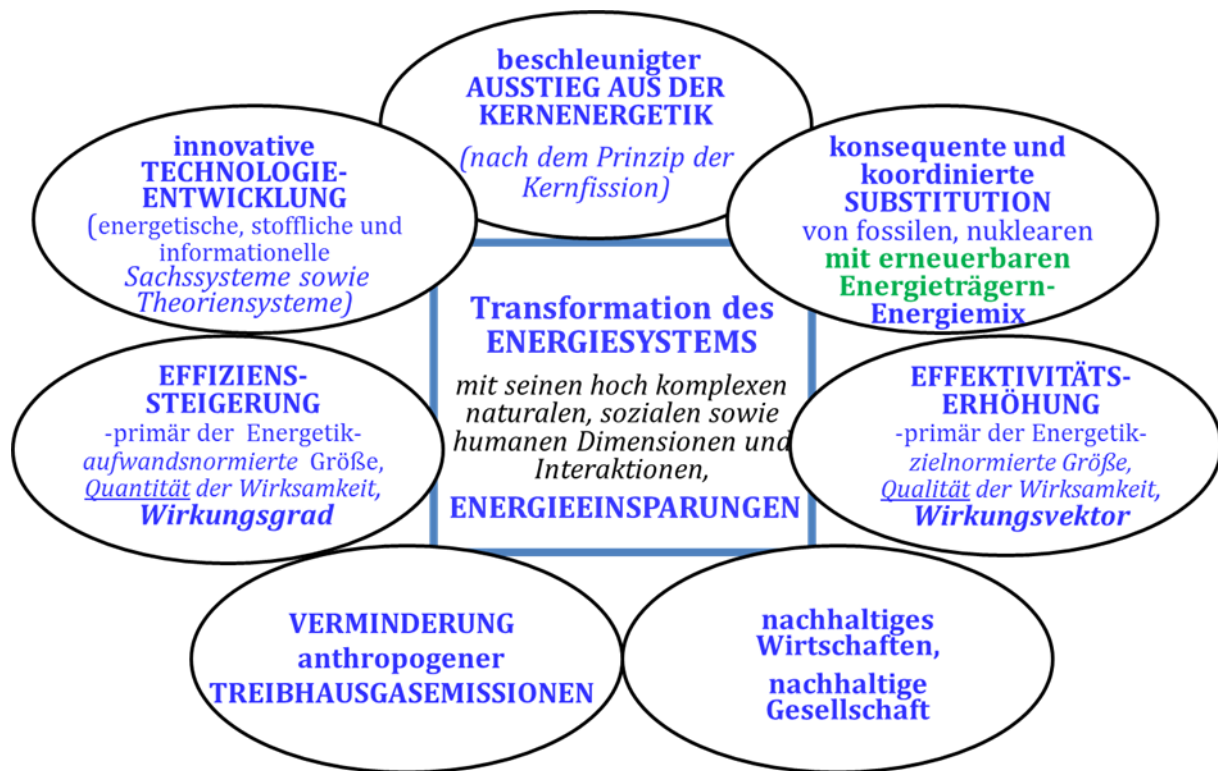 beschleunigter
AUSSTIEG AUS DER
KERNENERGETIK
(nach dem Prinzip der
Kernfission)
innovative
TECHNOLOGIE-
ENTWICKLUNG
(energetische, stoffliche und
informationelle
Sachssysteme sowie
Theoriensysteme)
konsequente und
koordinierte
SUBSTITUTION
von fossilen, nuklearen
mit erneuerbaren
Energieträgern-
Energiemix
Transformation des
ENERGIESYSTEMS
mit seinen hoch komplexen
naturalen, sozialen sowie
humanen Dimensionen und
Interaktionen,
ENERGIEEINSPARUNGEN
EFFIZIENS-
STEIGERUNG
-primär der Energetik-
aufwandsnormierte Größe,
Quantität der Wirksamkeit,
Wirkungsgrad
EFFEKTIVITÄTS-
ERHÖHUNG
-primär der Energetik-
zielnormierte Größe,
Qualität der Wirksamkeit,
Wirkungsvektor
VERMINDERUNG
anthropogener
TREIBHAUSGASEMISSIONEN
nachhaltiges
Wirtschaften,
nachhaltige
Gesellschaft